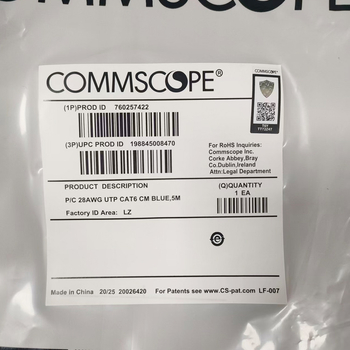 COMMSCOPE®
(1P)PROD ID 760257422
(3P)UPC PROD ID 198845008470
For RoHS Inquiries:
Commscope Inc.
Corke Abbey,Bray
Co.Dublin,Ireland
Attn:Legal Department
PRODUCT DESCRIPTION
(Q)QUANTITY
P/C 28AWG UTP CAT6 CM BLUE,5M
1 EA
Factory ID Area: LZ
e
Made in China 20/25 20026420
For Patents see www.CS-pat.com LF-007